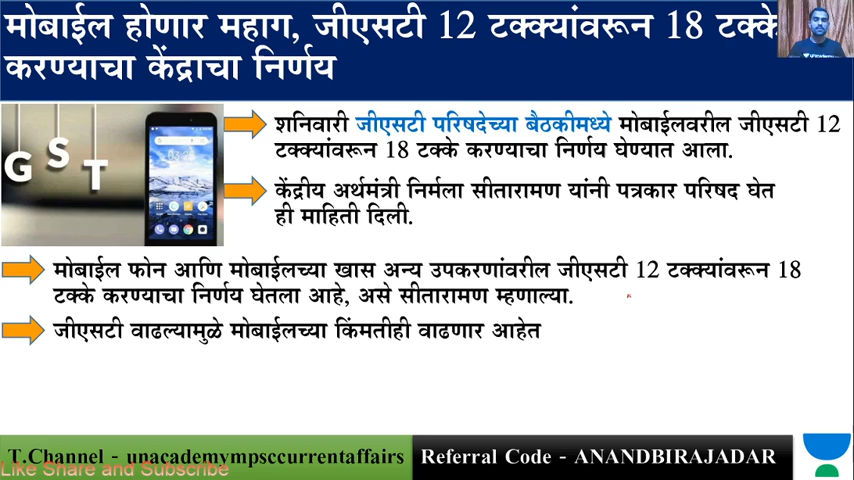 मोबाईल होणार महाग, जीएसटी 12 टक्क्यांवरून 18 टक्के
करण्याचा केंद्राचा निर्णय
GST
शनिवारी जीएसटी परिषदेच्या बैठकीमध्ये मोबाईलवरील जीएसटी 12
टक्क्यांवरून 18 टक्के करण्याचा निर्णय घेण्यात आला.
केंद्रीय अर्थमंत्री निर्मला सीतारामण यांनी पत्रकार परिषद घेत
ही माहिती दिली.
मोबाईल फोन आणि मोबाईलच्या खास अन्य उपकरणांवरील जीएसटी 12 टक्क्यांवरून 18
टक्के करण्याचा निर्णय घेतला आहे, असे सीतारामण म्हणाल्या.
जीएसटी वाढल्यामुळे मोबाईलच्या किंमतीही वाढणार आहेत
T.Channel - unacademympsccurrentaffairs
Referral Code - ANANDBIRAJADAR
Like Share and Subscribe